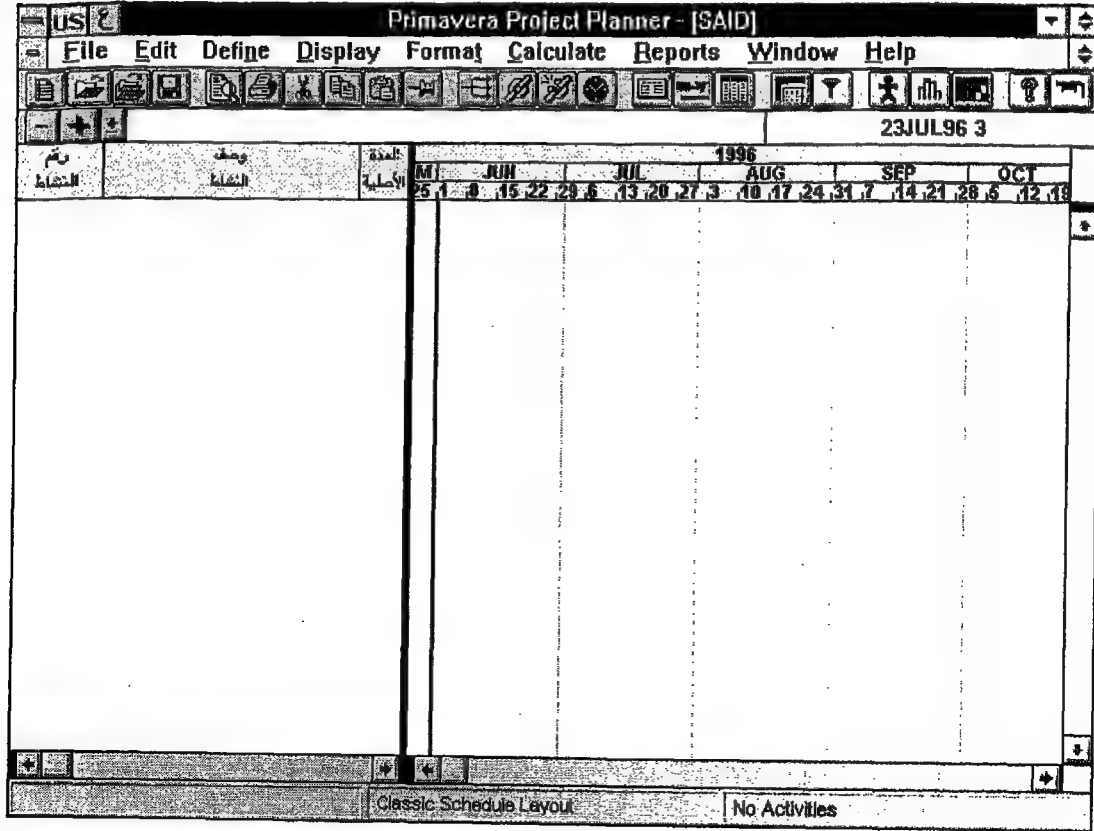 US ع Primavera Project Planner - [SAID]
File Edit Define Display Format Calculate Reports Window Help
23JUL96 3
رقم النشاط
وصف النشاط
المدة الأصلية
1996
M JUN JUL AUG SEP OCT
25 1 8 15 22 29 6 13 20 27 3 10 17 24 31 7 14 21 28 5 12 19
Classic Schedule Layout No Activities